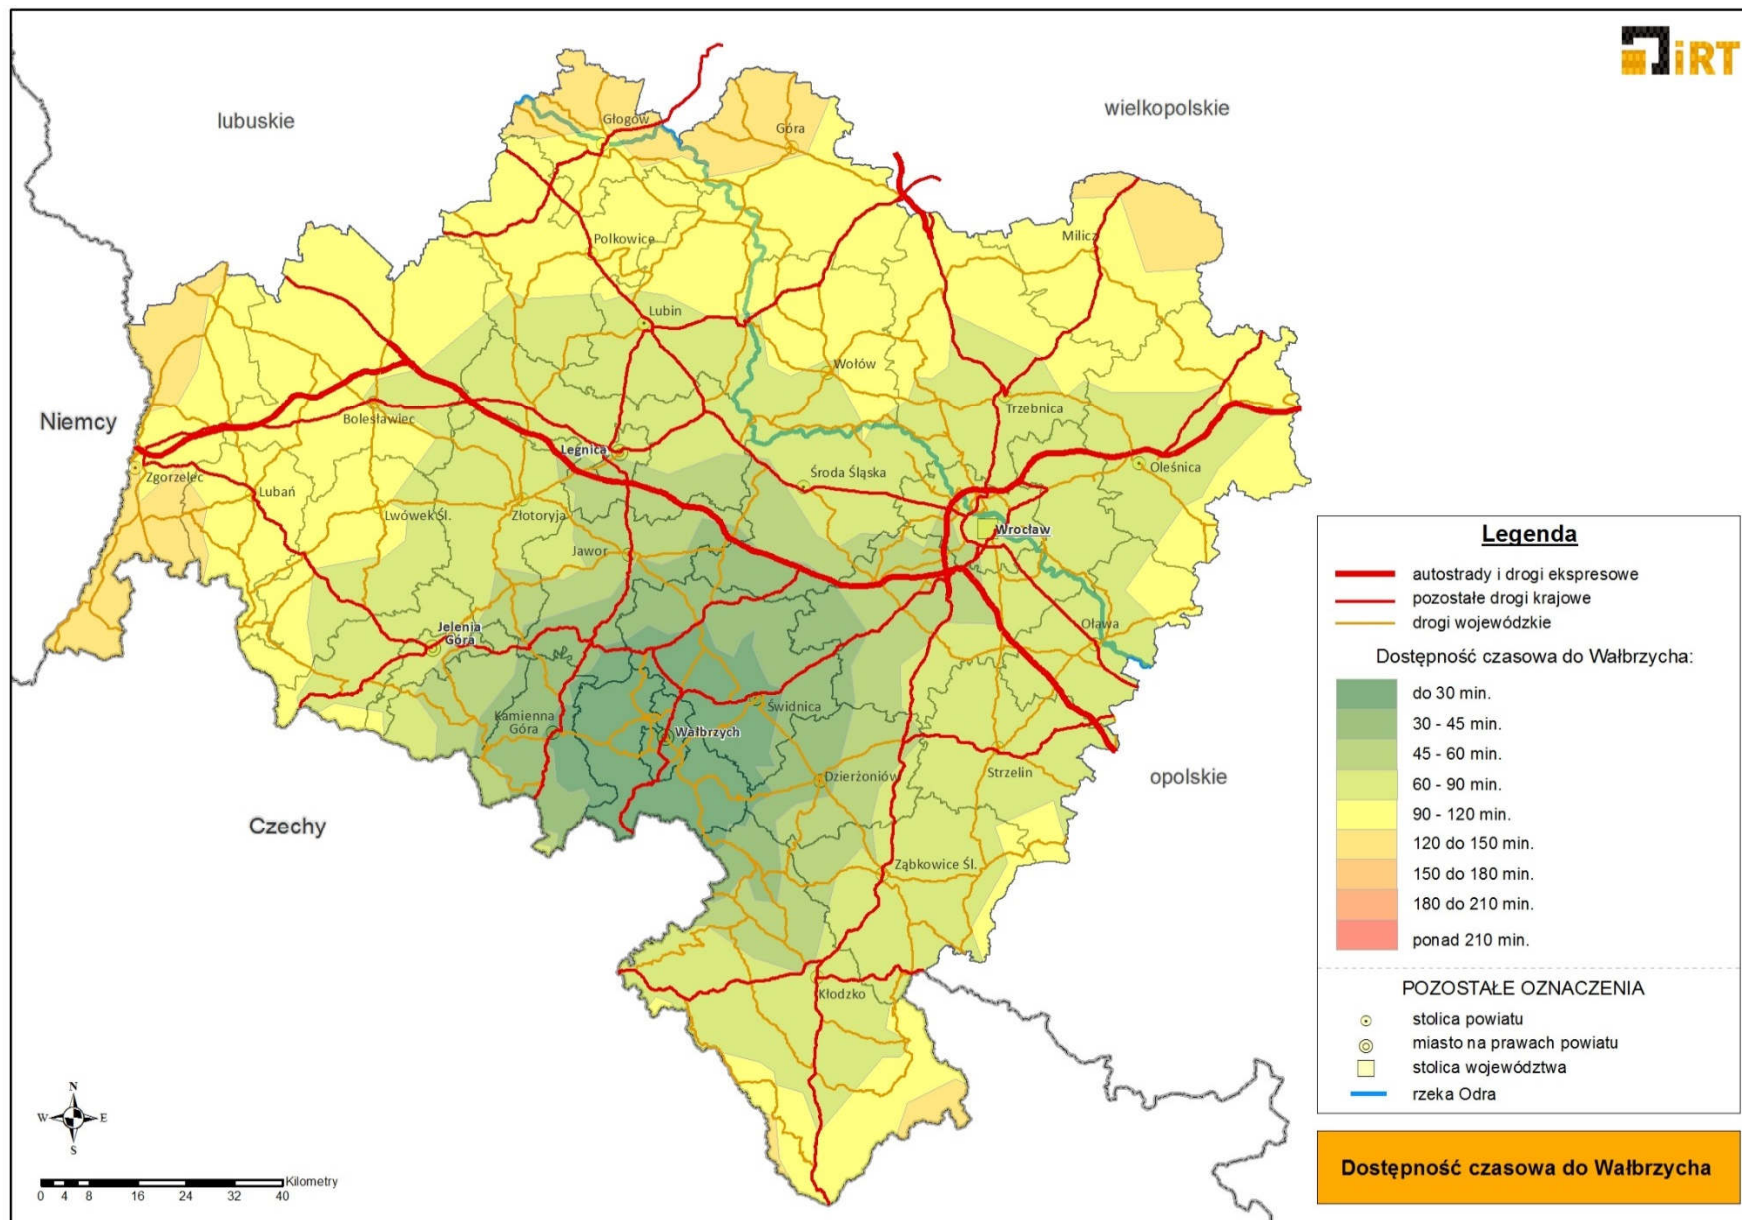 iRT
lubuskie
wielkopolskie
Głogów
Góra
Polkowice
Milicz
Lubin
Wołów
Trzebnica
Niemcy
Bolesławiec
Legnica
Oleśnica
Zgorzelec
Środa Śląska
Lubań
Lwówek Śl.
Złotoryja
Wrocław
Jawor
Jelenia
Góra
Oława
Kamienna
Góra
Świdnica
Wałbrzych
Dzierżoniów
Strzelin
opolskie
Czechy
Ząbkowice Śl.
Kłodzko
N
W
E
S
Kilometry
0 4 8 16 24 32 40
Legenda
autostrady i drogi ekspresowe
pozostałe drogi krajowe
drogi wojewódzkie
Dostępność czasowa do Wałbrzycha:
do 30 min.
30 - 45 min.
45 - 60 min.
60 - 90 min.
90 - 120 min.
120 do 150 min.
150 do 180 min.
180 do 210 min.
ponad 210 min.
POZOSTAŁE OZNACZENIA
stolica powiatu
miasto na prawach powiatu
stolica województwa
rzeka Odra
Dostępność czasowa do Wałbrzycha